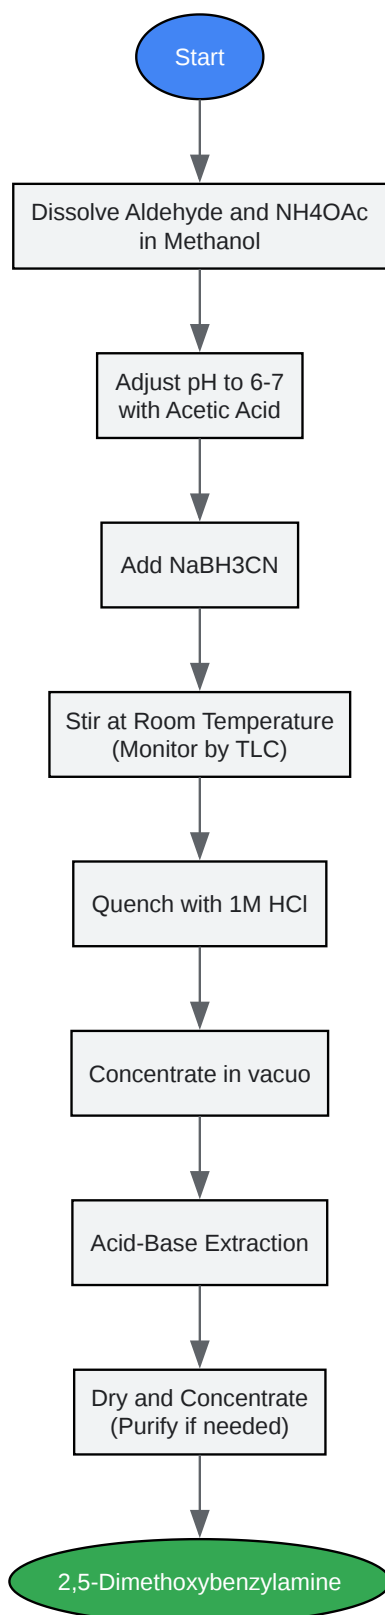 Start
Dissolve Aldehyde and NH4OAc
in Methanol
Adjust pH to 6-7
with Acetic Acid
Add NaBH3CN
Stir at Room Temperature
(Monitor by TLC)
Quench with 1M HCl
Concentrate in vacuo
Acid-Base Extraction
Dry and Concentrate
(Purify if needed)
2,5-Dimethoxybenzylamine